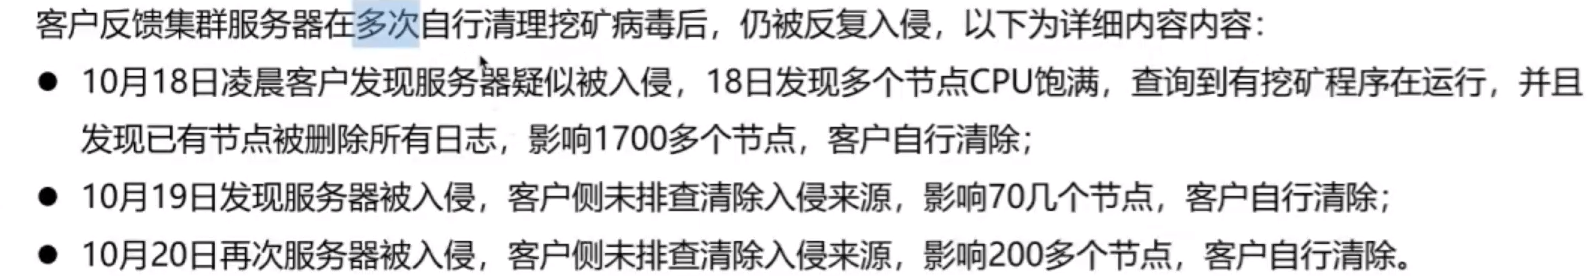 客户反馈集群服务器在多次自行清理挖矿病毒后，仍被反复入侵，以下为详细内容内容：
● 10月18日凌晨客户发现服务器疑似被入侵，18日发现多个节点CPU饱满，查询到有挖矿程序在运行，并且
发现已有节点被删除所有日志，影响1700多个节点，客户自行清除；
● 10月19日发现服务器被入侵，客户侧未排查清除入侵来源，影响70几个节点，客户自行清除；
● 10月20日再次服务器被入侵，客户侧未排查清除入侵来源，影响200多个节点，客户自行清除。